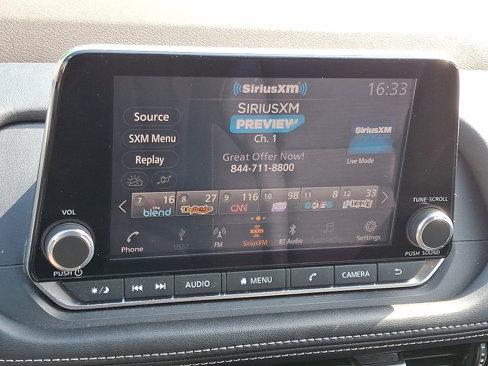 SiriusXM 16:33
SIRIUSXM
PREVIEW
Source
Ch. 1
SiriusXM
SXM Menu
Great Offer Now!
Replay
844-711-8800
Live Mode
7 16 8 27 9 116 10 98 11 8 12 33
the blend CNN
VOL
TUNE·SCROLL
Phone USB2 FM SiriusXM BT Audio Settings
PUSH
PUSH SOUND
AUDIO MENU CAMERA